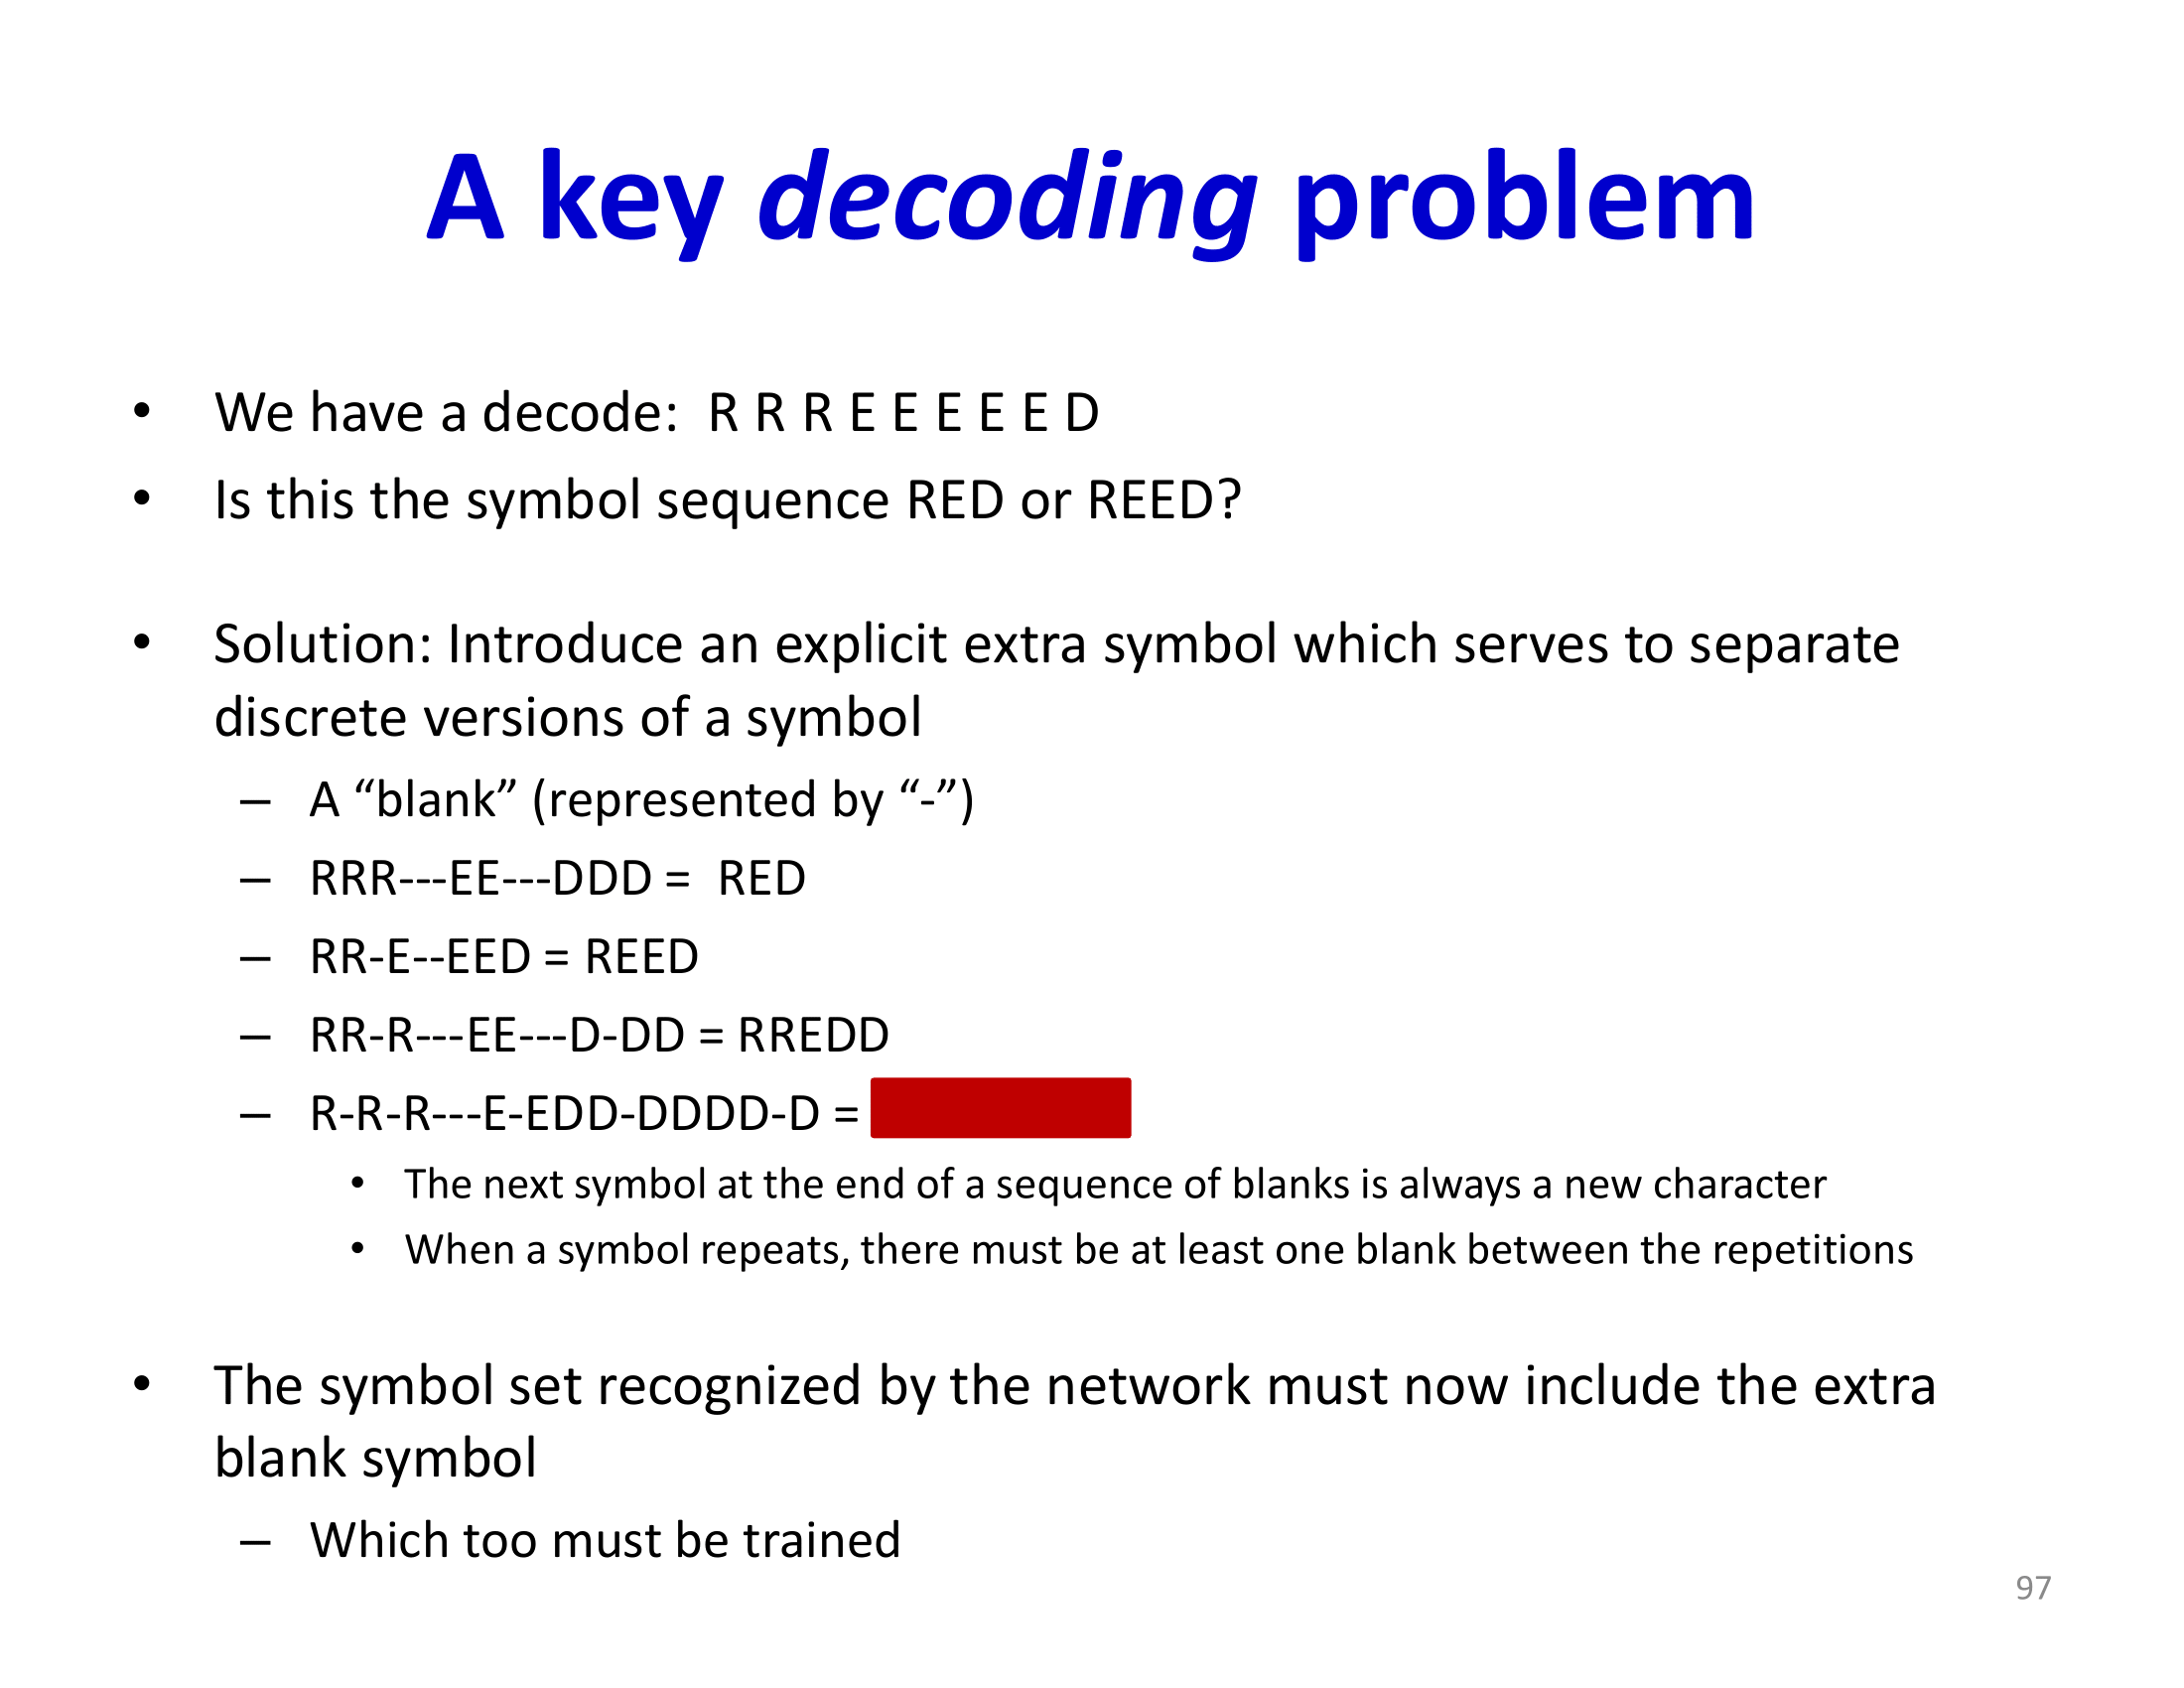 A key decoding problem
• We have a decode: R R R E E E E E D
• Is this the symbol sequence RED or REED?
• Solution: Introduce an explicit extra symbol which serves to separate
discrete versions of a symbol
– A “blank” (represented by “-”)
– RRR---EE---DDD = RED
– RR-E--EED = REED
– RR-R---EE---D-DD = RREDD
– R-R-R---E-EDD-DDDD-D =
• The next symbol at the end of a sequence of blanks is always a new character
• When a symbol repeats, there must be at least one blank between the repetitions
• The symbol set recognized by the network must now include the extra
blank symbol
– Which too must be trained
97